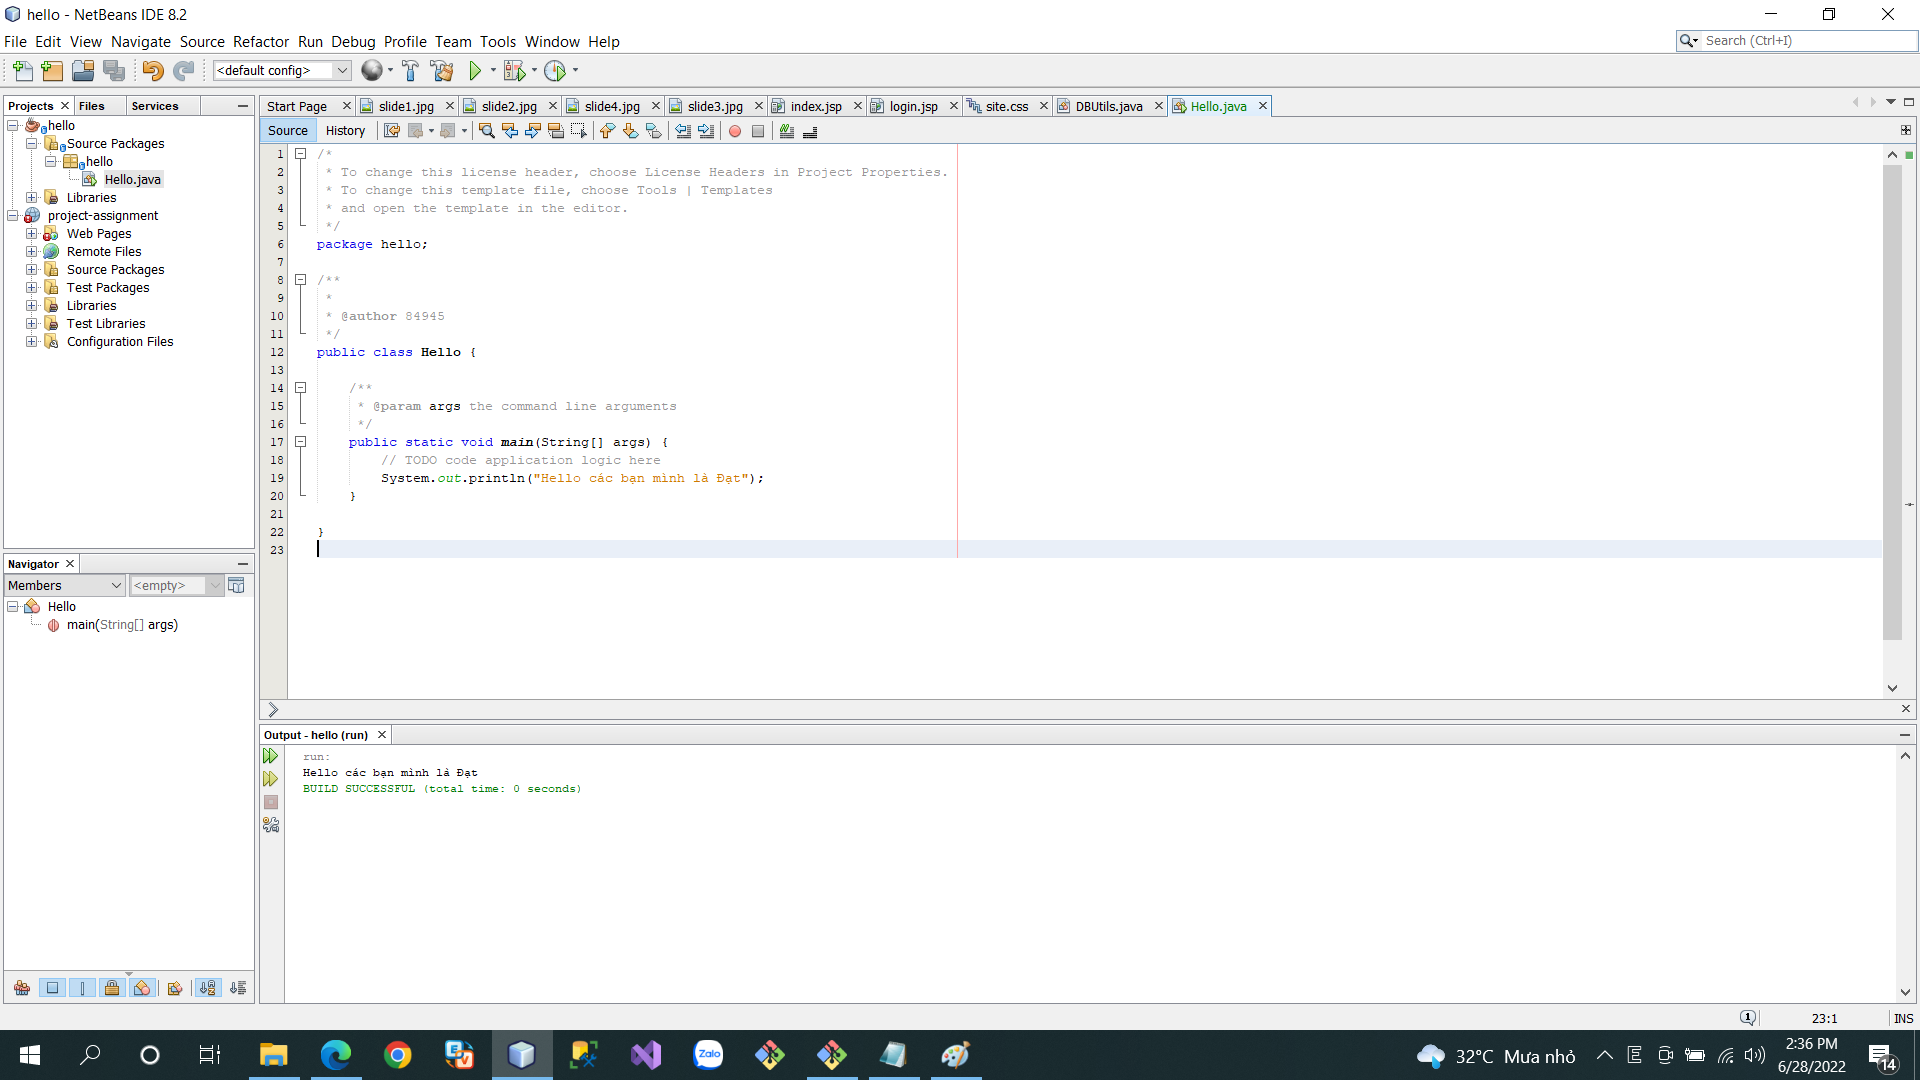 hello - NetBeans IDE 8.2
File Edit View Navigate Source Refactor Run Debug Profile Team Tools Window Help
Search (Ctrl+I)
<default config>
Projects Files Services
hello
Source Packages
hello
Hello.java
Libraries
project-assignment
Web Pages
Remote Files
Source Packages
Test Packages
Libraries
Test Libraries
Configuration Files
Navigator
Members <empty>
Hello
main(String[] args)
Start Page slide1.jpg slide2.jpg slide4.jpg slide3.jpg index.jsp login.jsp site.css DBUtils.java Hello.java
Source History
1 /*
2 * To change this license header, choose License Headers in Project Properties.
3 * To change this template file, choose Tools | Templates
4 * and open the template in the editor.
5 */
6 package hello;
7
8 /**
9 *
10 * @author 84945
11 */
12 public class Hello {
13
14 /**
15 * @param args the command line arguments
16 */
17 public static void main(String[] args) {
18 // TODO code application logic here
19 System.out.println("Hello các bạn mình là Đạt");
20 }
21
22 }
23
Output - hello (run)
run:
Hello các bạn mình là Đạt
BUILD SUCCESSFUL (total time: 0 seconds)
1 23:1 INS
Zalo
32°C Mưa nhỏ
2:36 PM
6/28/2022
14